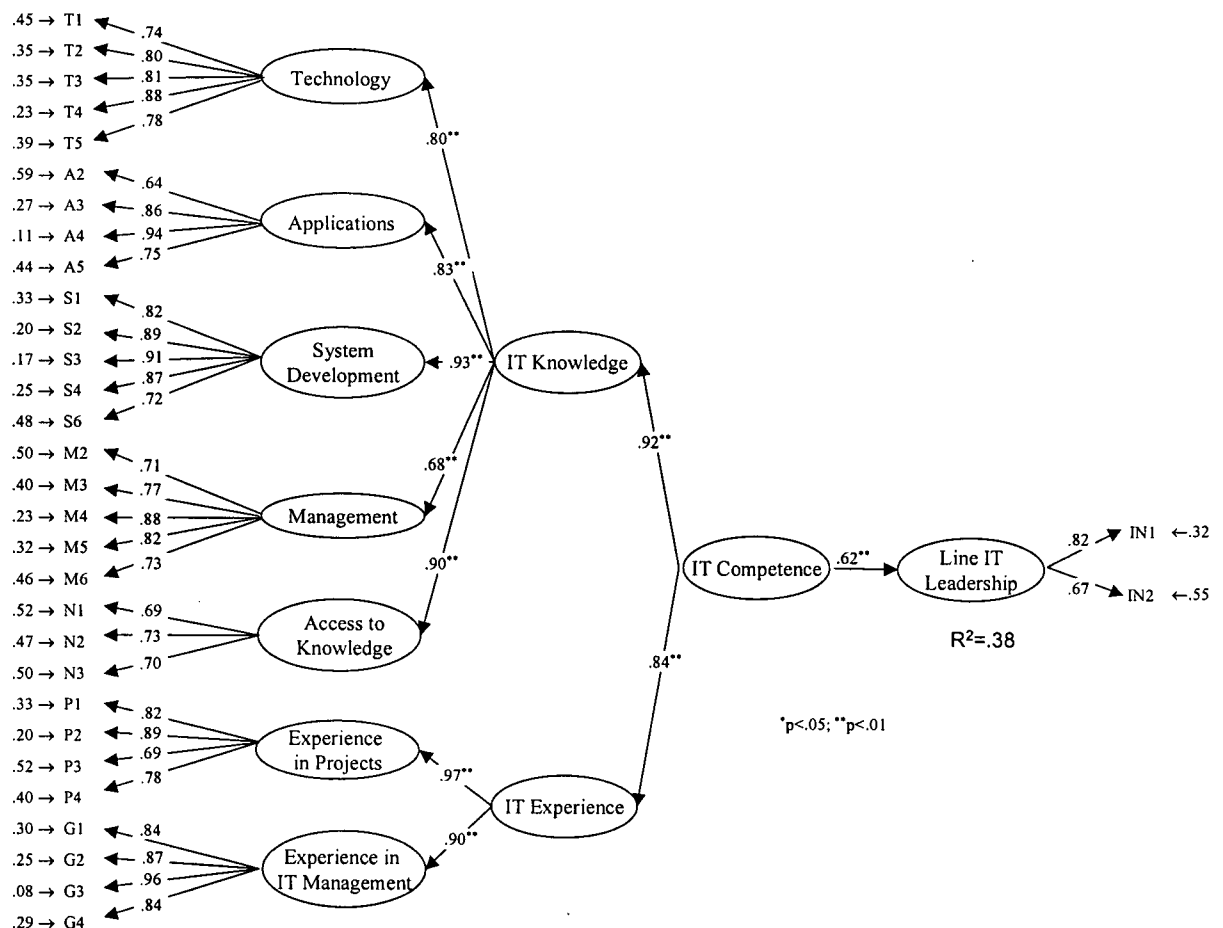 .45 → T1
.74
.35 → T2
.80
.35 → T3
.81
.23 → T4
.88
.39 → T5
.78
Technology
.80**
.59 → A2
.64
.27 → A3
.86
.11 → A4
.94
.44 → A5
.75
Applications
.83**
.33 → S1
.82
.20 → S2
.89
.17 → S3
.91
.25 → S4
.87
.48 → S6
.72
System
Development
.93**
IT Knowledge
.50 → M2
.71
.40 → M3
.77
.23 → M4
.88
.32 → M5
.82
.46 → M6
.73
Management
.68**
.92**
.52 → N1
.69
.47 → N2
.73
.50 → N3
.70
Access to
Knowledge
.90**
IT Competence
.62**
Line IT
Leadership
.82
IN1 ←.32
.67
IN2 ←.55
R²=.38
.33 → P1
.82
.20 → P2
.89
.52 → P3
.69
.40 → P4
.78
Experience
in Projects
.97**
.84**
*p<.05; **p<.01
IT Experience
.30 → G1
.84
.25 → G2
.87
.08 → G3
.96
.29 → G4
.84
Experience in
IT Management
.90**